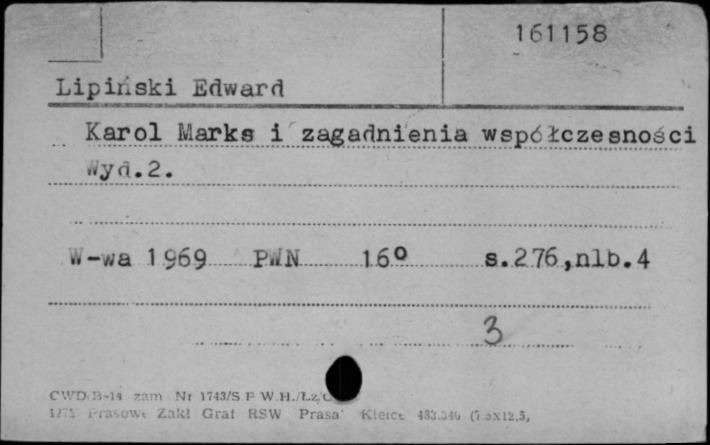 161158
Lipiński Edward
Karol Marks i zagadnienia współczesności
Wyd.2.
W-wa 1969 PWN 16° s.276,nlb.4
3
CWD B-14 zam Nr 1743/S P W.H./Łz/
Prasowe Zakł Graf RSW Prasa Kielce